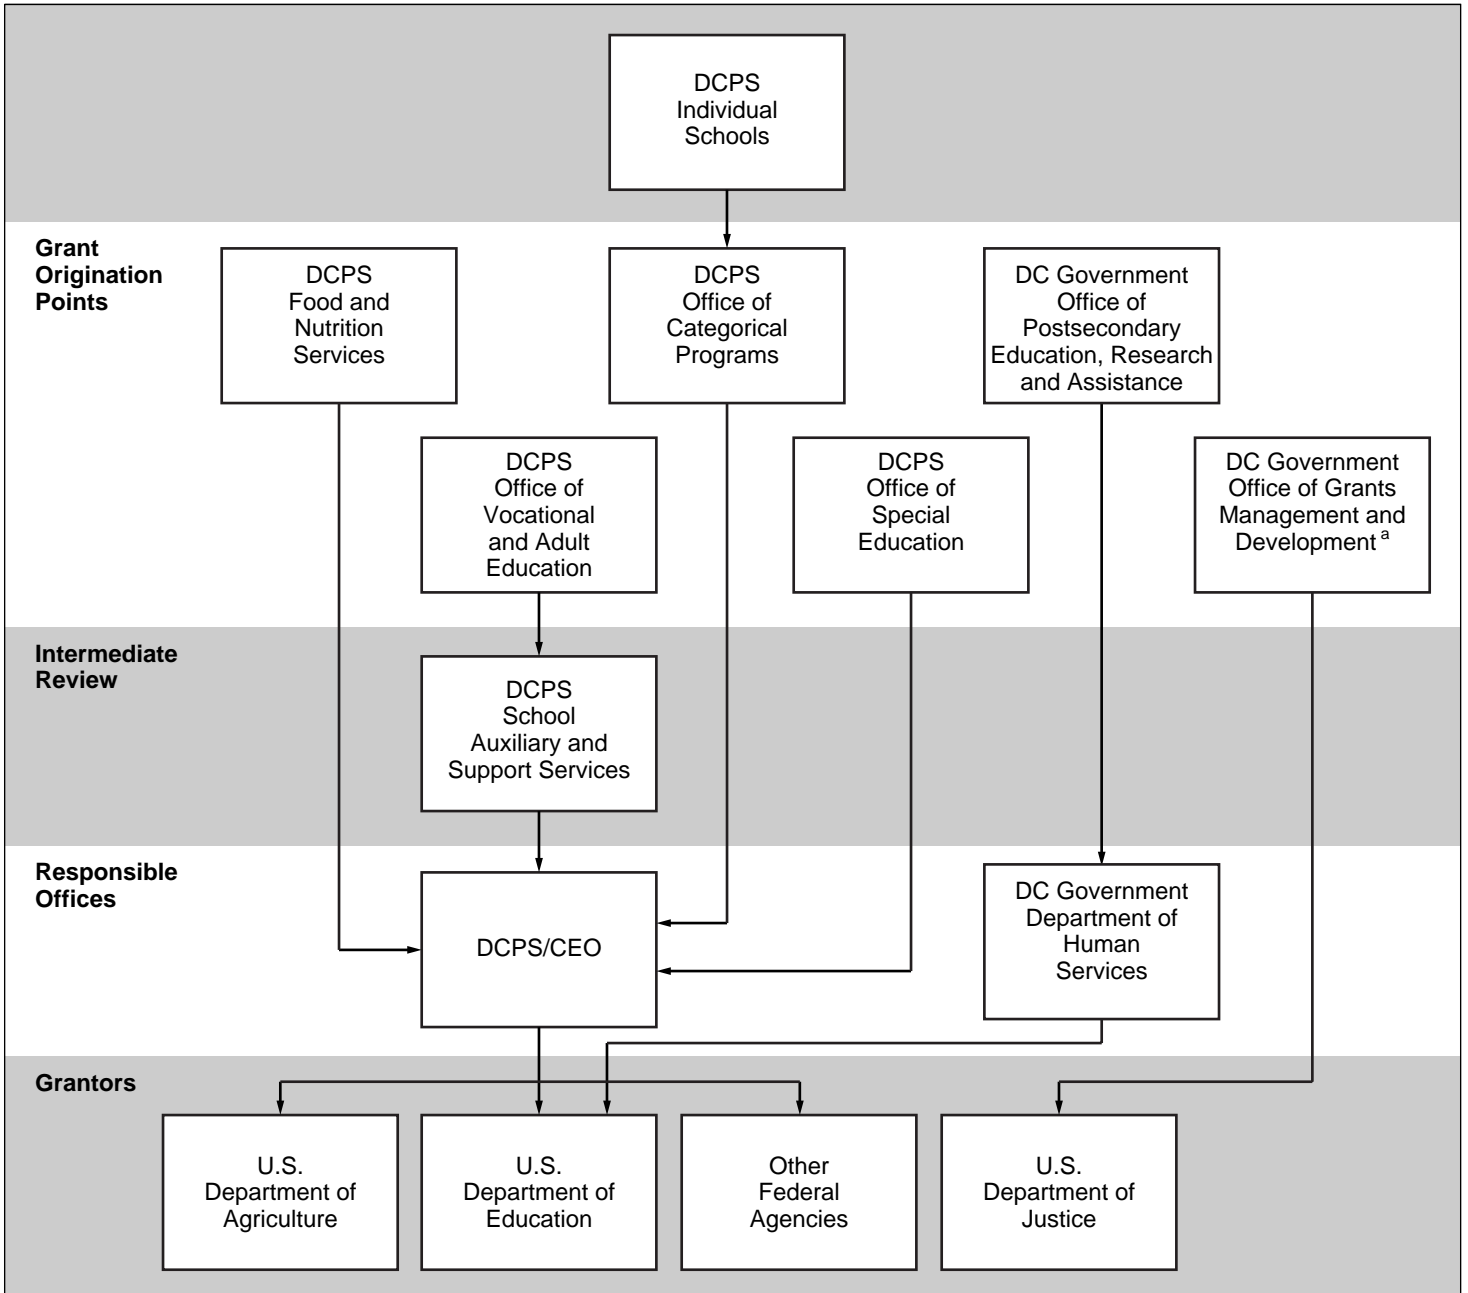 DCPS
Individual
Schools
Grant
Origination
Points
DCPS
Food and
Nutrition
Services
DCPS
Office of
Categorical
Programs
DC Government
Office of
Postsecondary
Education, Research
and Assistance
DCPS
Office of
Vocational
and Adult
Education
DCPS
Office of
Special
Education
DC Government
Office of Grants
Management and
Development a
Intermediate
Review
DCPS
School
Auxiliary and
Support Services
Responsible
Offices
DCPS/CEO
DC Government
Department of
Human
Services
Grantors
U.S.
Department of
Agriculture
U.S.
Department of
Education
Other
Federal
Agencies
U.S.
Department of
Justice